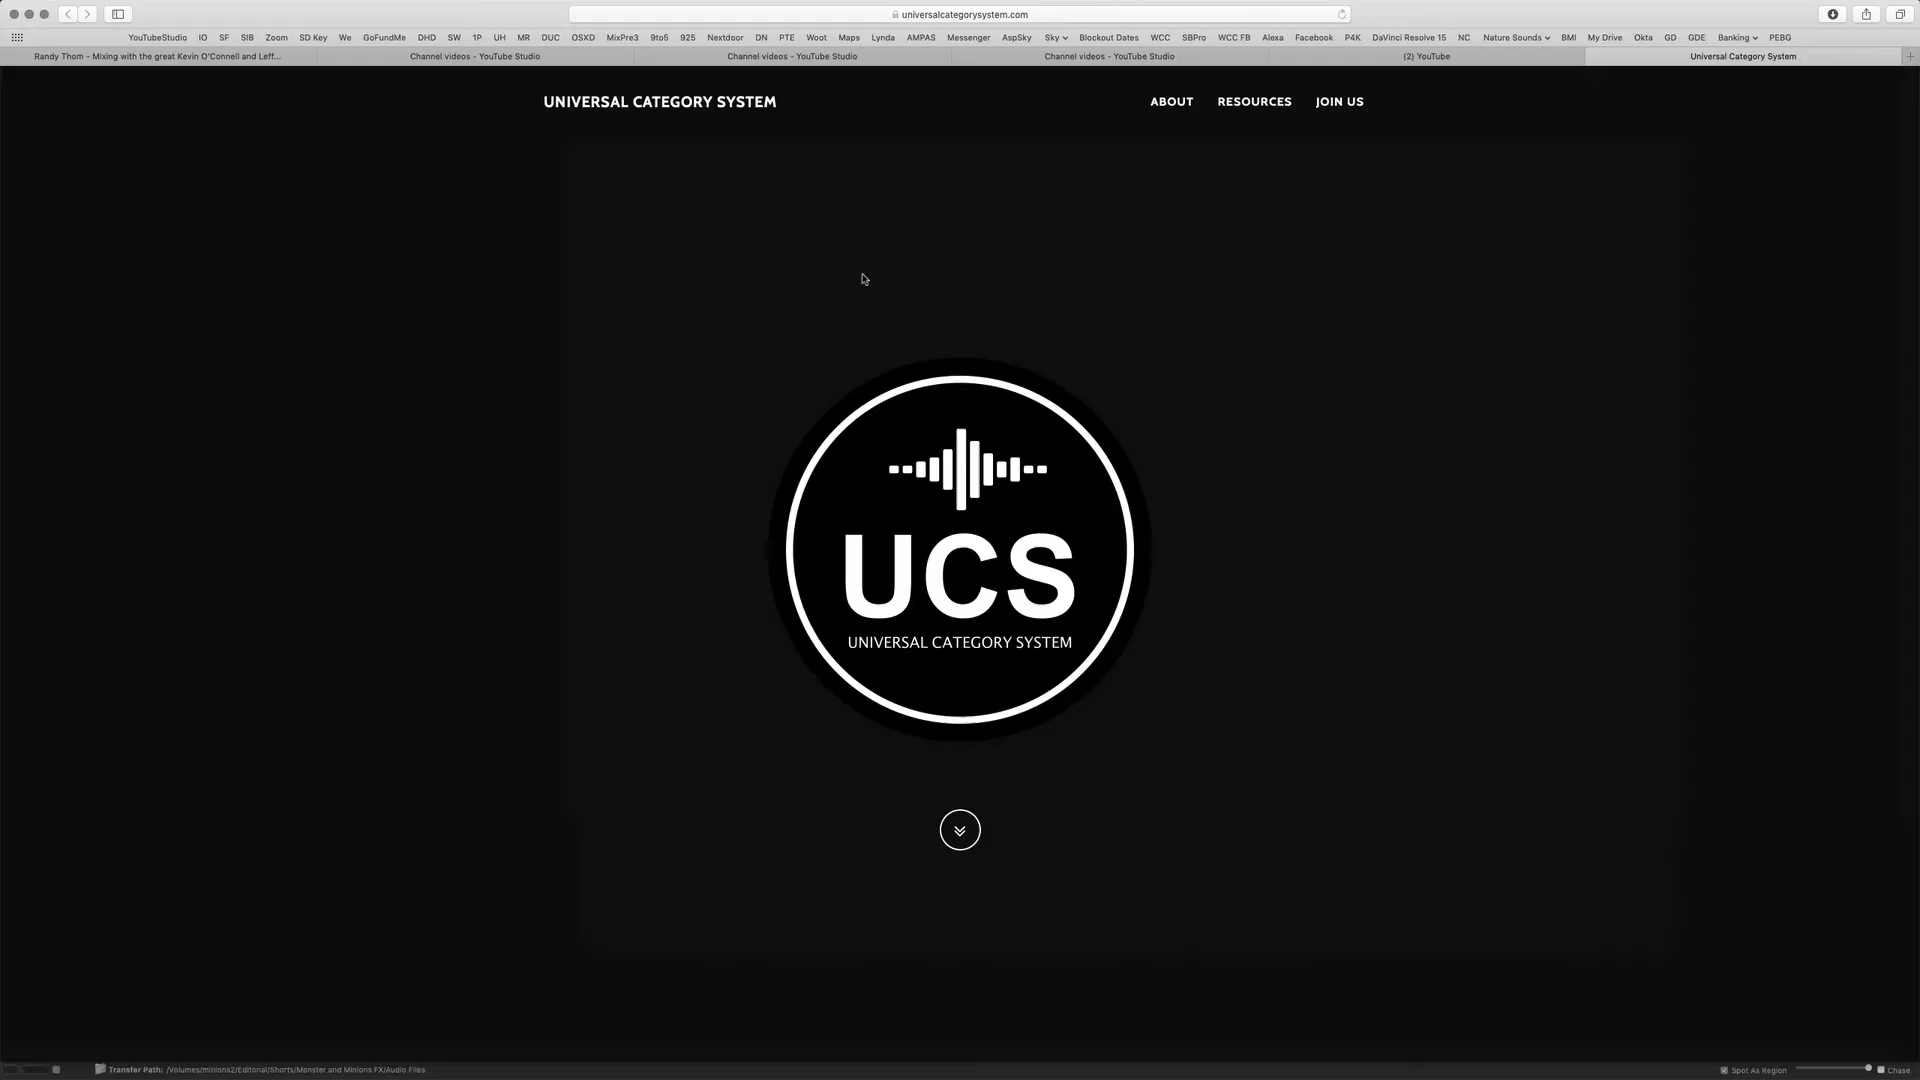 universalcategorysystem.com
YouTubeStudio IO SF SIB Zoom SD Key We GoFundMe DHD SW 1P UH MR DUC OSXD MixPre3 9to5 925 Nextdoor DN PTE Woot Maps Lynda AMPAS Messenger AspSky Sky Blockout Dates WCC SBPro WCC FB Alexa Facebook P4K DaVinci Resolve 15 NC Nature Sounds BMI My Drive Okta GD GDE Banking PEBG
Randy Thom - Mixing with the great Kevin O'Connell and Leff... Channel videos - YouTube Studio Channel videos - YouTube Studio Channel videos - YouTube Studio (2) YouTube Universal Category System
UNIVERSAL CATEGORY SYSTEM ABOUT RESOURCES JOIN US
UCS
UNIVERSAL CATEGORY SYSTEM
Transfer Path: /Volumes/minions2/Editorial/Shorts/Monster and Minions FX/Audio Files Spot As Region Chase